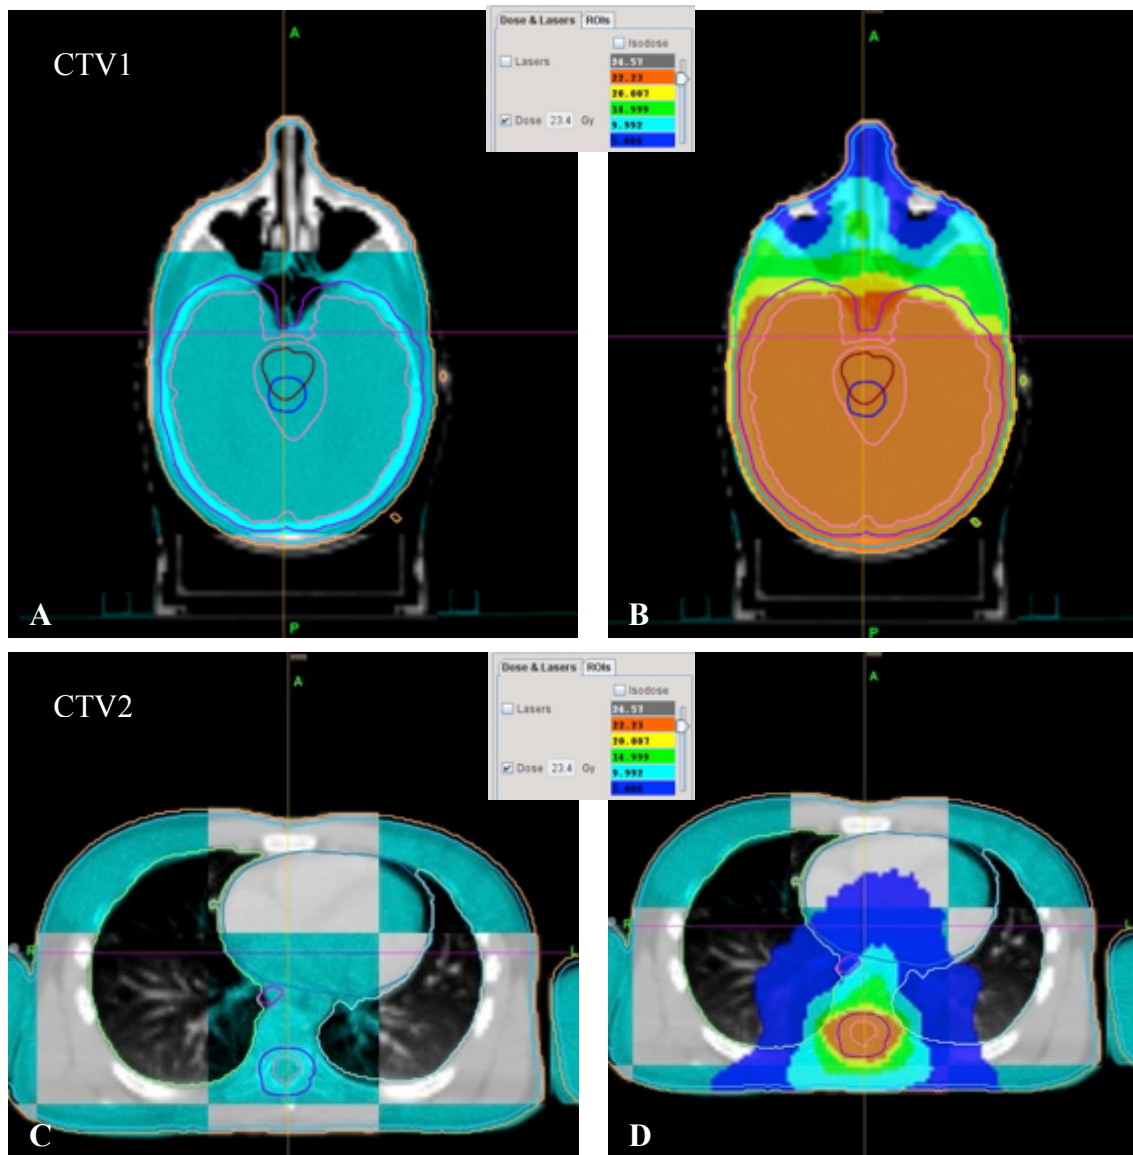 A
A
CTV1
Dose & Lasers ROIs
Isodose
Lasers
24.57
22.23
20.007
14.999
Dose 23.4 Gy
9.992
A
P
B
P
A
A
CTV2
Dose & Lasers ROIs
Isodose
Lasers
24.57
22.23
20.007
14.999
Dose 23.4 Gy
9.992
R
R
L
C
D